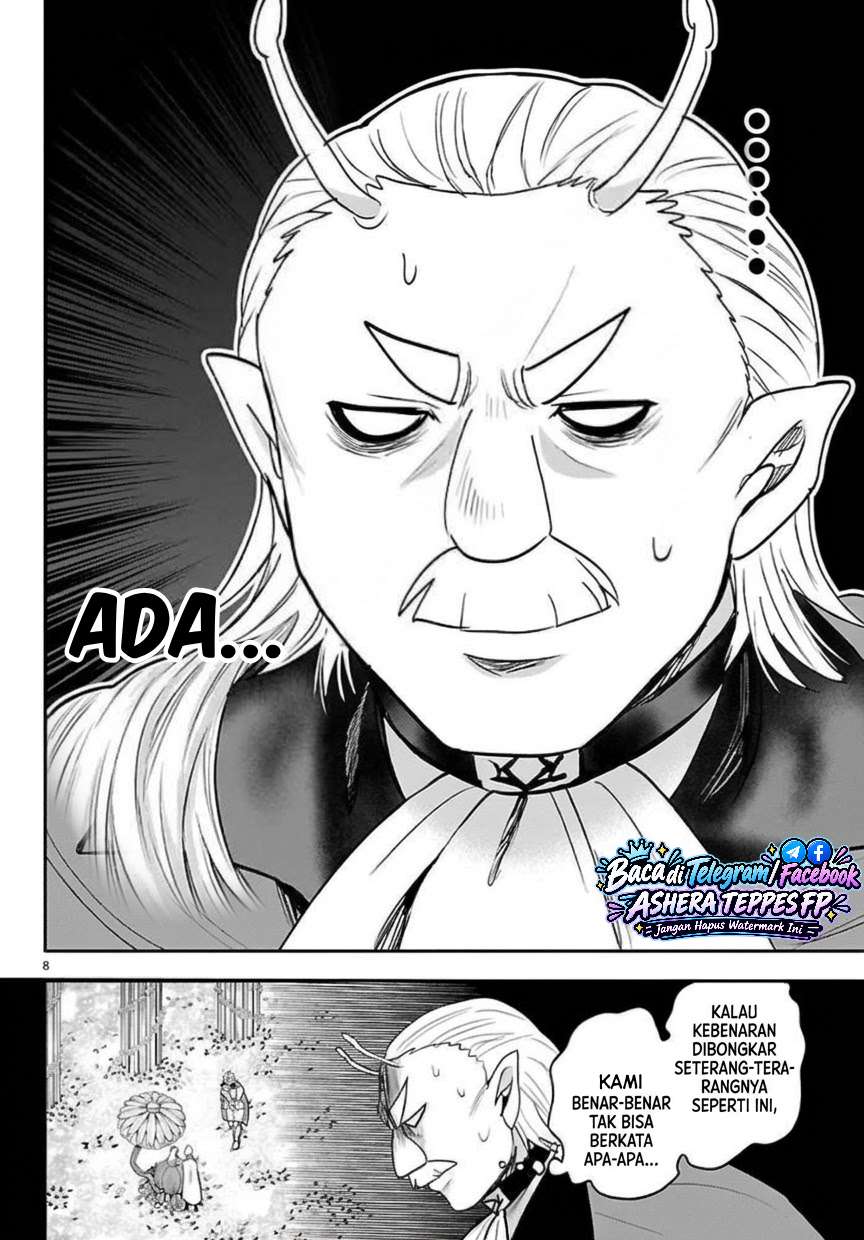 ADA...
Baca di Telegram/Facebook
ASHERA TEPPES FP
Jangan Hapus Watermark Ini
8
KALAU
KEBENARAN
DIBONGKAR
SETERANG-TERA-
RANGNYA
SEPERTI INI,
KAMI
BENAR-BENAR
TAK BISA
BERKATA
APA-APA...